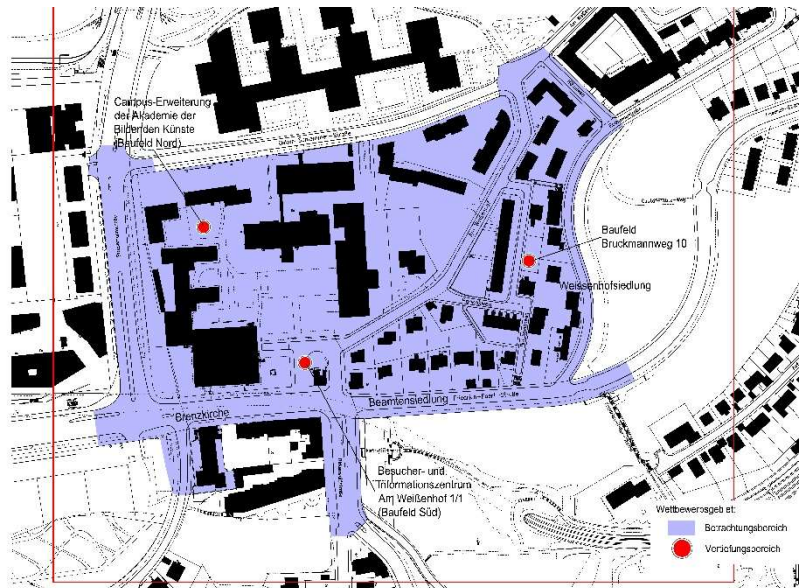 Campus-Erweiterung
der Akademie der
Bildenden Künste
(Baufeld Nord)
Baufeld
Bruckmannweg 10
Weissenhofsiedlung
Beamtensiedlung
Brenzkirche
Besucher- und
Informationszentrum
Am Weißenhof 1/1
(Baufeld Süd)
Wettbewerbsgebiet:
Betrachtungsbereich
Vertiefungsbereich